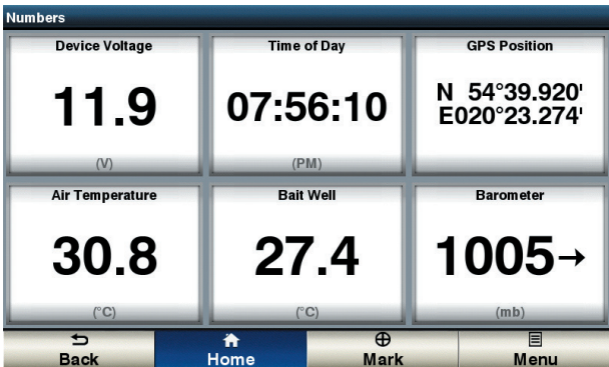 Numbers
Device Voltage
11.9
(V)
Time of Day
07:56:10
(PM)
GPS Position
N 54°39.920'
E020°23.274'
Air Temperature
30.8
(°C)
Bait Well
27.4
(°C)
Barometer
1005→
(mb)
Back
Home
Mark
Menu